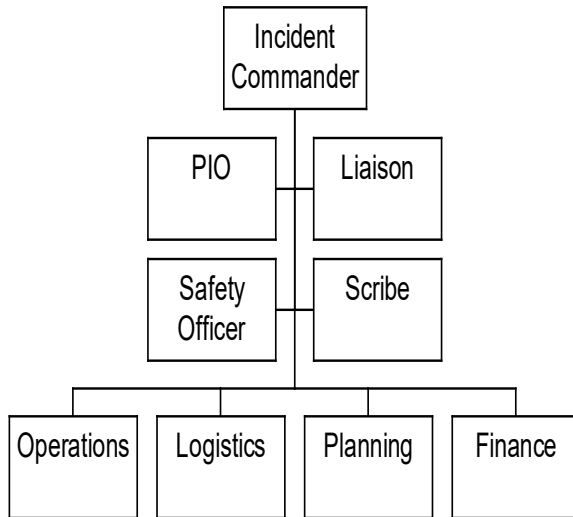 Incident
Commander
PIO
Liaison
Safety
Officer
Scribe
Operations
Logistics
Planning
Finance